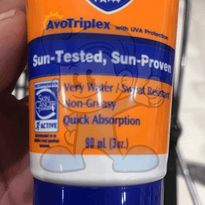 AvoTriplex with UVA Protection
Sun-Tested, Sun-Proven
Very Water / Sweat Resistant
Non-Greasy
Quick Absorption
ACTIVE
90 ml (3oz.)